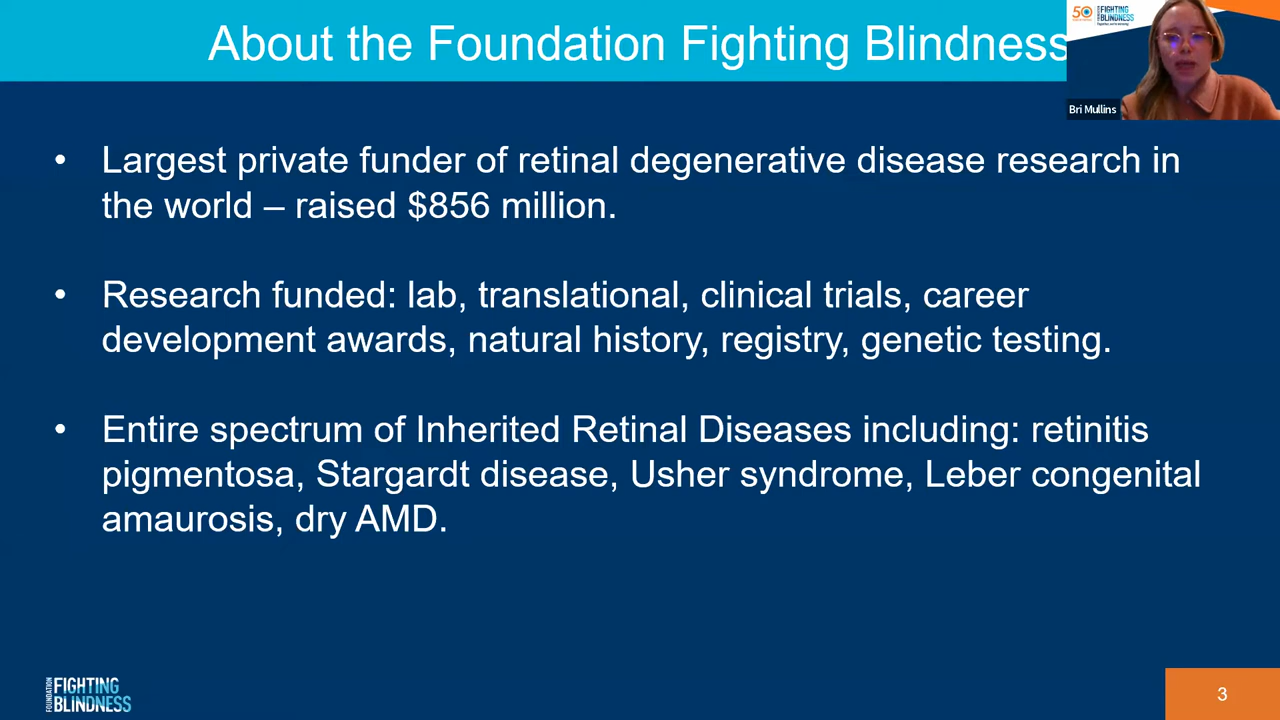 About the Foundation Fighting Blindness
50
FIGHTING
BLINDNESS
Bri Mullins
• Largest private funder of retinal degenerative disease research in
the world – raised $856 million.
• Research funded: lab, translational, clinical trials, career
development awards, natural history, registry, genetic testing.
• Entire spectrum of Inherited Retinal Diseases including: retinitis
pigmentosa, Stargardt disease, Usher syndrome, Leber congenital
amaurosis, dry AMD.
FOUNDATION
FIGHTING
BLINDNESS
3